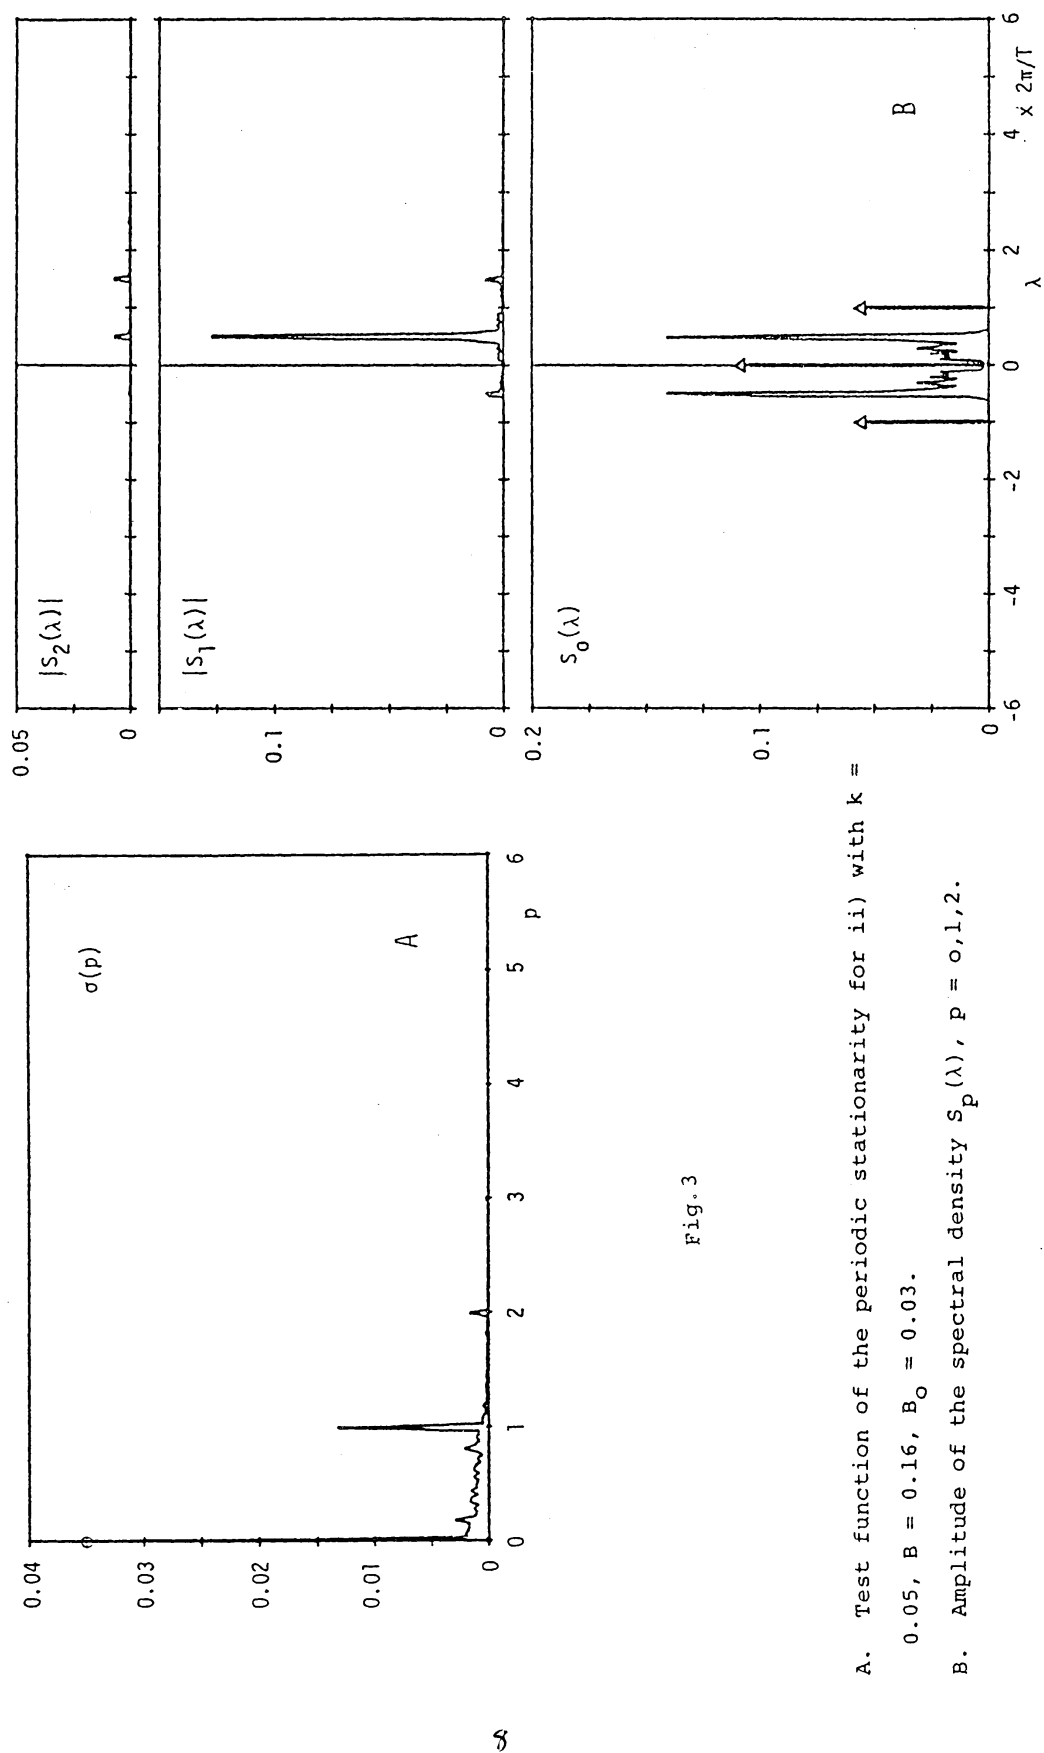 σ(p)
0.04
0.03
0.02
0.01
0
0 1 2 3 4 5 6
p
A
|S2(λ)|
0.05
0
|S1(λ)|
0.1
0
So(λ)
0.2
0.1
0
-6 -4 -2 0 2 4 6
λ × 2π/T
B
Fig.3
A. Test function of the periodic stationarity for ii) with k =
0.05, B = 0.16, Bo = 0.03.
B. Amplitude of the spectral density Sp(λ), p = o,1,2.
8